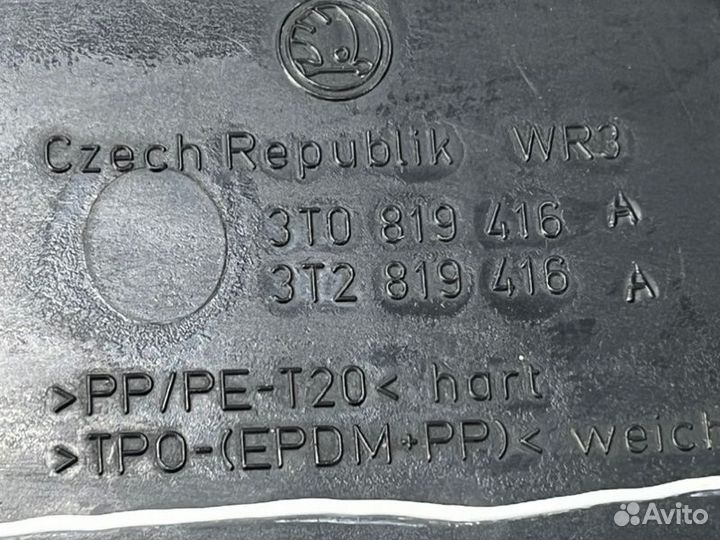 Czech Republik WR3
3T0 819 416 A
3T2 819 416 A
>PP/PE-T20< hart
>TPO-(EPDM+PP)< weich
Avito